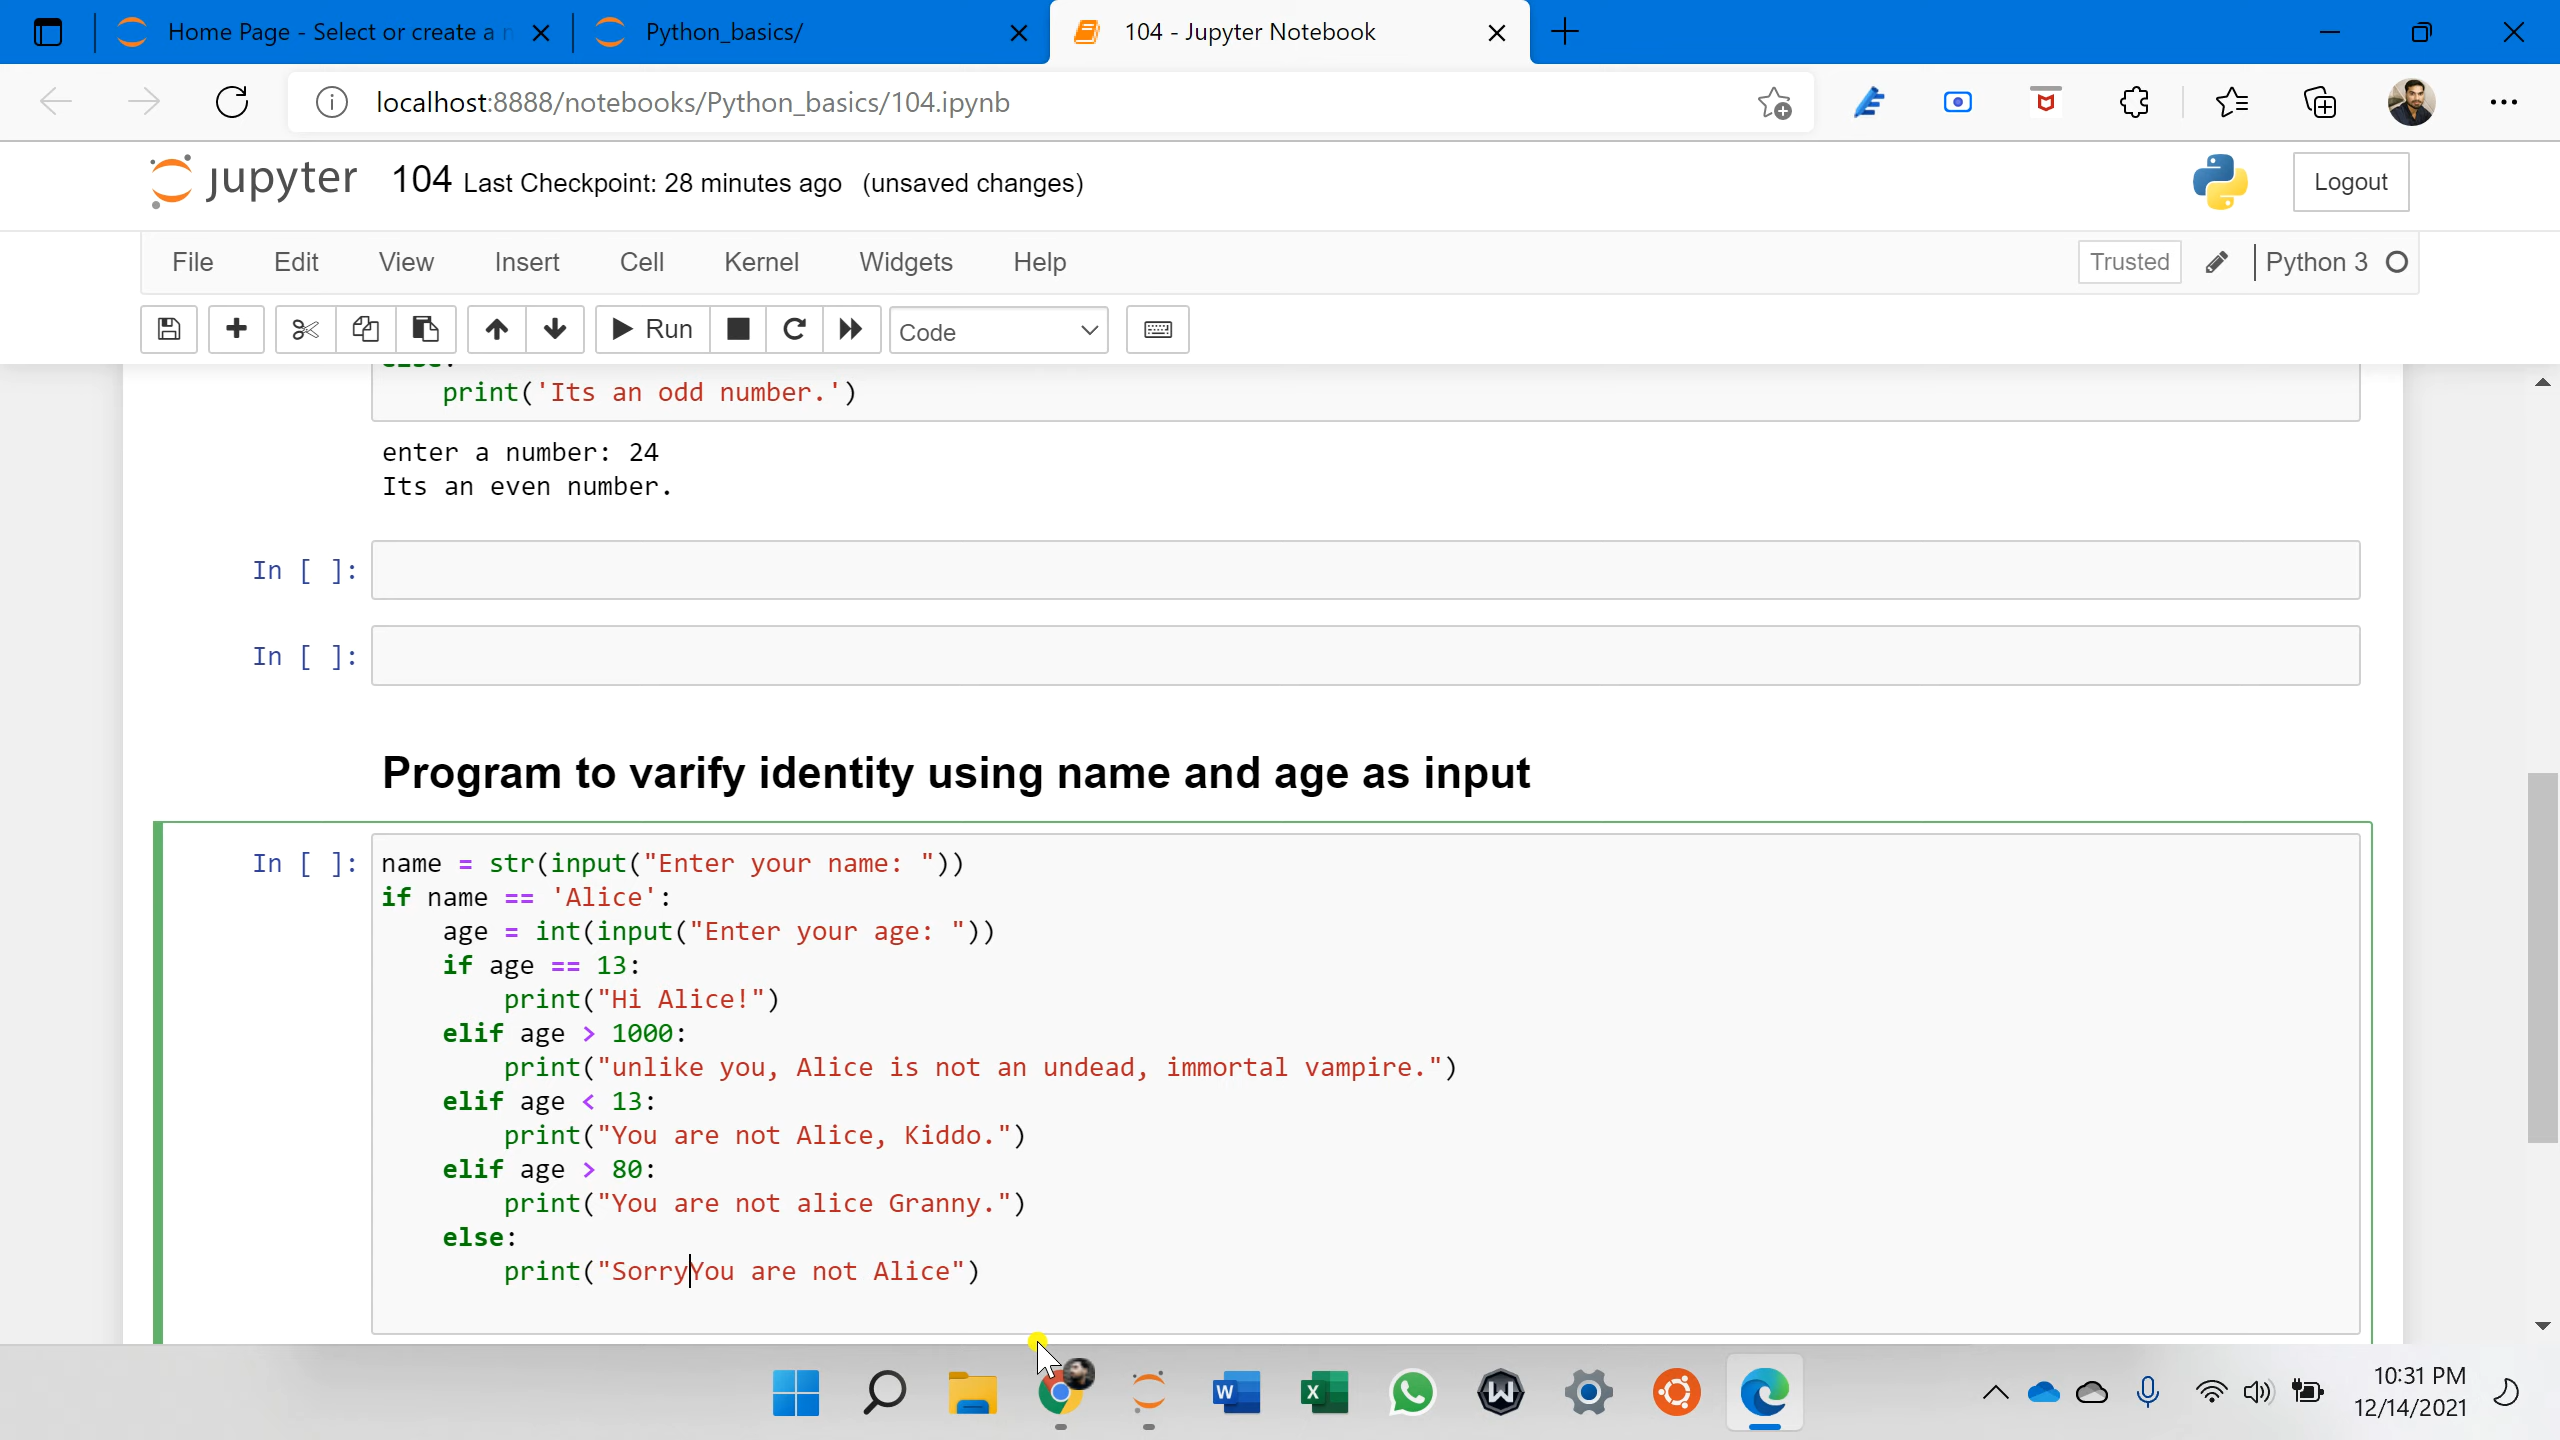 Home Page - Select or create a n
Python_basics/
104 - Jupyter Notebook
localhost:8888/notebooks/Python_basics/104.ipynb
jupyter 104 Last Checkpoint: 28 minutes ago (unsaved changes)
Logout
File Edit View Insert Cell Kernel Widgets Help
Trusted
Python 3
Run
Code
print('Its an odd number.')
enter a number: 24
Its an even number.
In [ ]:
In [ ]:
Program to varify identity using name and age as input
In [ ]:
name = str(input("Enter your name: "))
if name == 'Alice':
    age = int(input("Enter your age: "))
    if age == 13:
        print("Hi Alice!")
    elif age > 1000:
        print("unlike you, Alice is not an undead, immortal vampire.")
    elif age < 13:
        print("You are not Alice, Kiddo.")
    elif age > 80:
        print("You are not alice Granny.")
    else:
        print("SorryYou are not Alice")
10:31 PM
12/14/2021